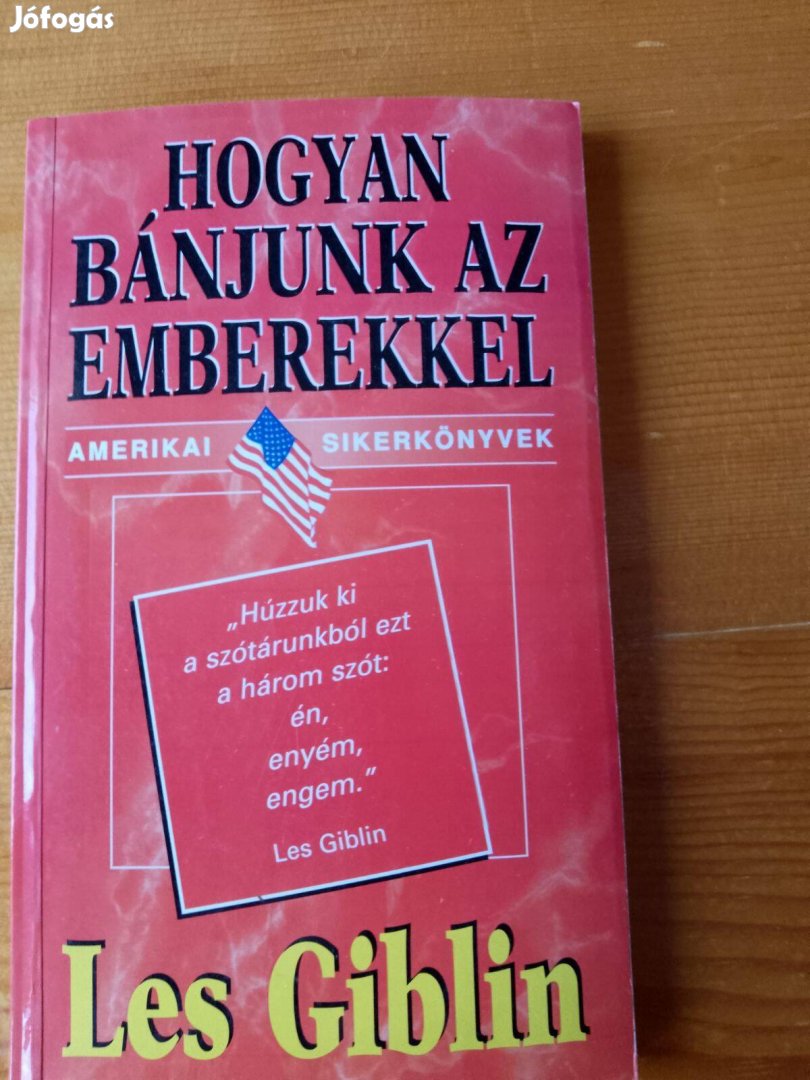 Jófogás
HOGYAN
BÁNJUNK AZ
EMBEREKKEL
AMERIKAI SIKERKÖNYVEK
„Húzzuk ki
a szótárunkból ezt
a három szót:
én,
enyém,
engem.”
Les Giblin
Les Giblin